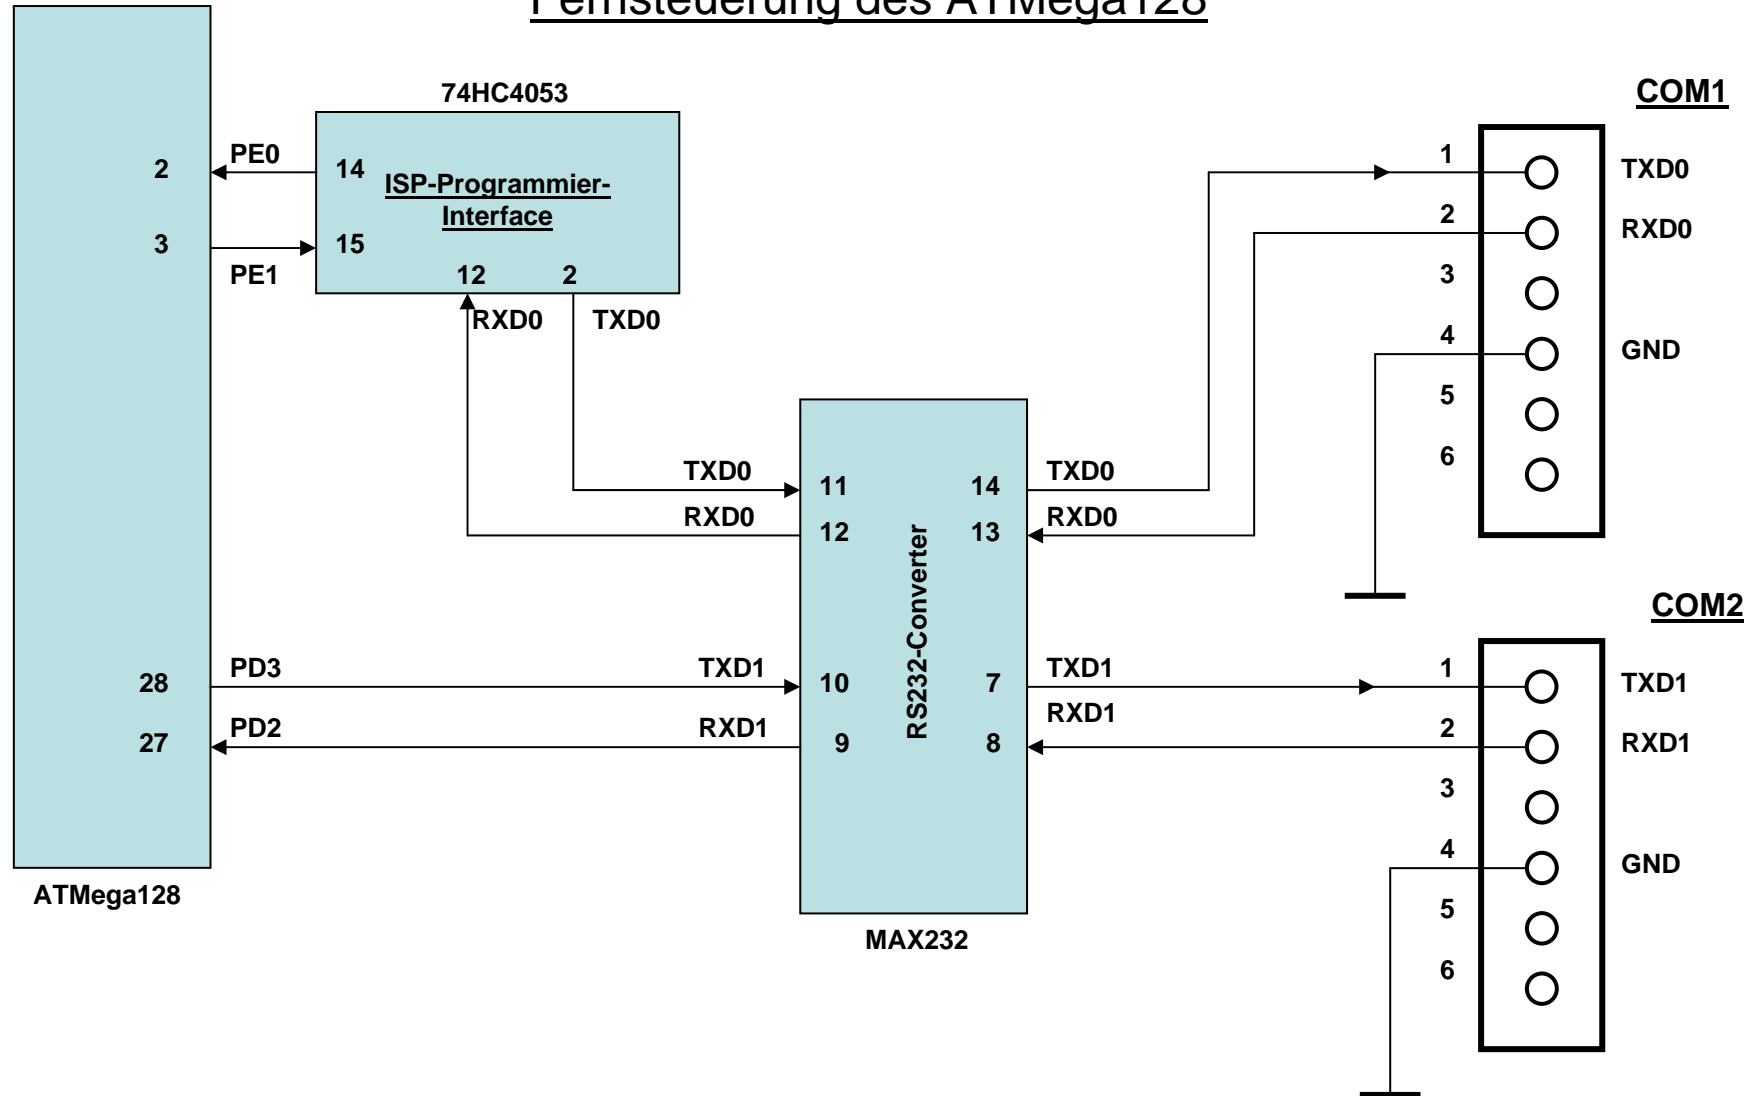 Fernsteuerung des ATMega128
74HC4053
COM1
PE0
2
14
ISP-Programmier-
Interface
3
15
PE1
12
2
RXD0
TXD0
1
TXD0
2
RXD0
3
4
GND
5
6
TXD0
11
14
TXD0
RXD0
12
13
RXD0
RS232-Converter
COM2
28
PD3
TXD1
10
7
TXD1
1
TXD1
27
PD2
RXD1
9
8
RXD1
2
RXD1
3
4
GND
5
6
ATMega128
MAX232